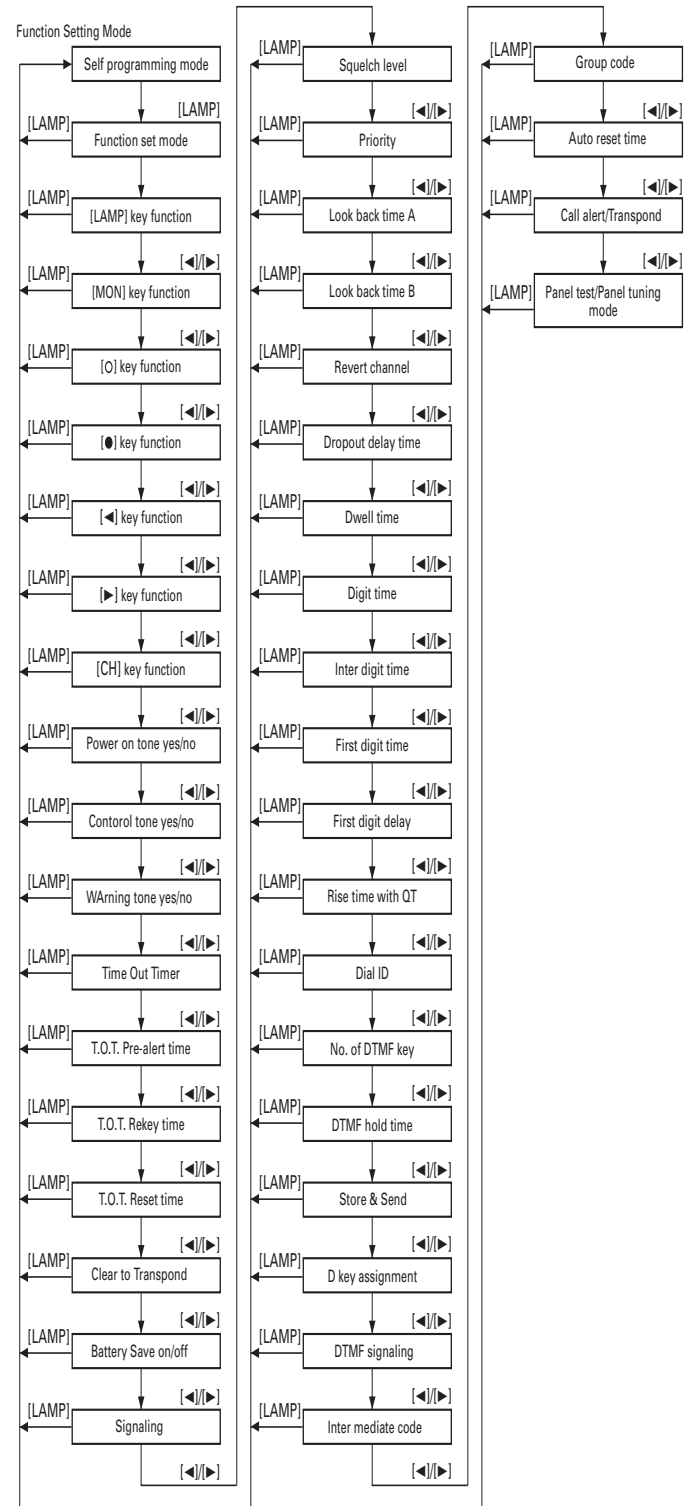 Function Setting Mode
Self programming mode
[LAMP]
[LAMP]
Function set mode
[LAMP]
[LAMP] key function
[◀]/[▶]
[LAMP]
[MON] key function
[◀]/[▶]
[LAMP]
[O] key function
[◀]/[▶]
[LAMP]
[●] key function
[◀]/[▶]
[LAMP]
[◀] key function
[◀]/[▶]
[LAMP]
[▶] key function
[◀]/[▶]
[LAMP]
[CH] key function
[◀]/[▶]
[LAMP]
Power on tone yes/no
[◀]/[▶]
[LAMP]
Contorol tone yes/no
[◀]/[▶]
[LAMP]
WArning tone yes/no
[◀]/[▶]
[LAMP]
Time Out Timer
[◀]/[▶]
[LAMP]
T.O.T. Pre-alert time
[◀]/[▶]
[LAMP]
T.O.T. Rekey time
[◀]/[▶]
[LAMP]
T.O.T. Reset time
[◀]/[▶]
[LAMP]
Clear to Transpond
[◀]/[▶]
[LAMP]
Battery Save on/off
[◀]/[▶]
[LAMP]
Signaling
[◀]/[▶]
[LAMP]
Squelch level
[◀]/[▶]
[LAMP]
Priority
[◀]/[▶]
[LAMP]
Look back time A
[◀]/[▶]
[LAMP]
Look back time B
[◀]/[▶]
[LAMP]
Revert channel
[◀]/[▶]
[LAMP]
Dropout delay time
[◀]/[▶]
[LAMP]
Dwell time
[◀]/[▶]
[LAMP]
Digit time
[◀]/[▶]
[LAMP]
Inter digit time
[◀]/[▶]
[LAMP]
First digit time
[◀]/[▶]
[LAMP]
First digit delay
[◀]/[▶]
[LAMP]
Rise time with QT
[◀]/[▶]
[LAMP]
Dial ID
[◀]/[▶]
[LAMP]
No. of DTMF key
[◀]/[▶]
[LAMP]
DTMF hold time
[◀]/[▶]
[LAMP]
Store & Send
[◀]/[▶]
[LAMP]
D key assignment
[◀]/[▶]
[LAMP]
DTMF signaling
[◀]/[▶]
[LAMP]
Inter mediate code
[◀]/[▶]
[LAMP]
Group code
[◀]/[▶]
[LAMP]
Auto reset time
[◀]/[▶]
[LAMP]
Call alert/Transpond
[◀]/[▶]
[LAMP]
Panel test/Panel tuning
mode